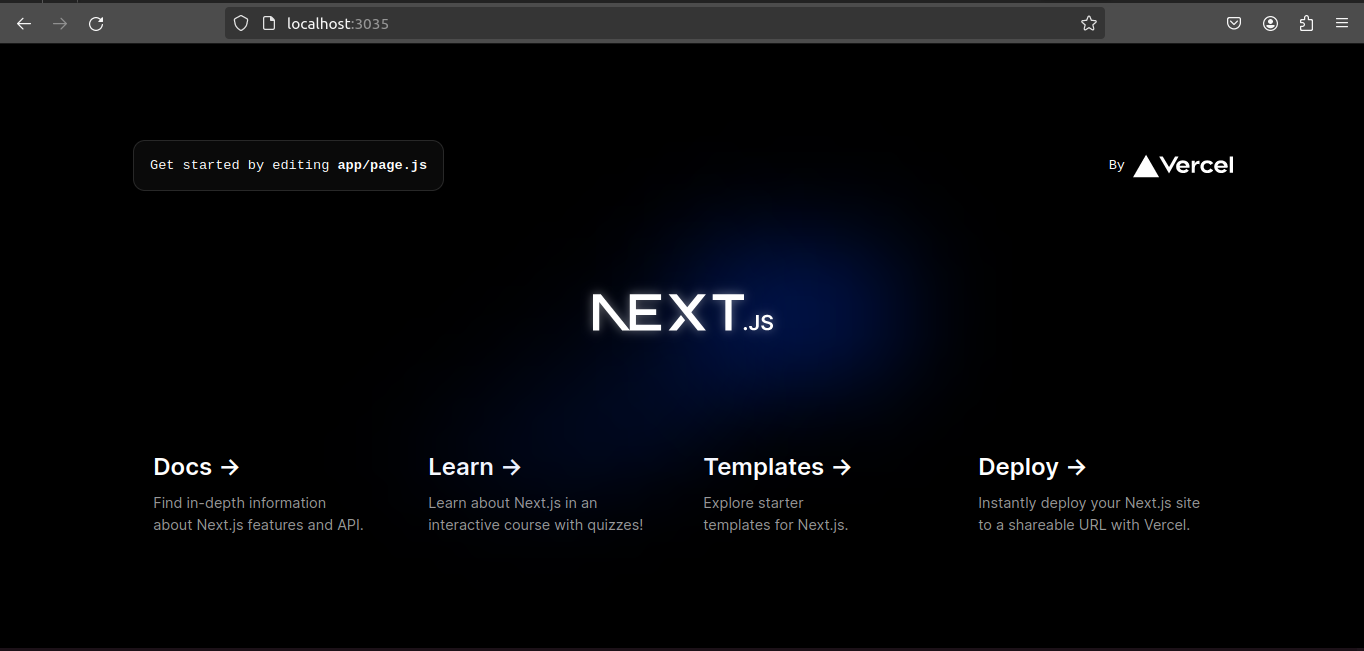 localhost:3035
Get started by editing app/page.js
By Vercel
NEXT.JS
Docs →
Find in-depth information
about Next.js features and API.
Learn →
Learn about Next.js in an
interactive course with quizzes!
Templates →
Explore starter
templates for Next.js.
Deploy →
Instantly deploy your Next.js site
to a shareable URL with Vercel.